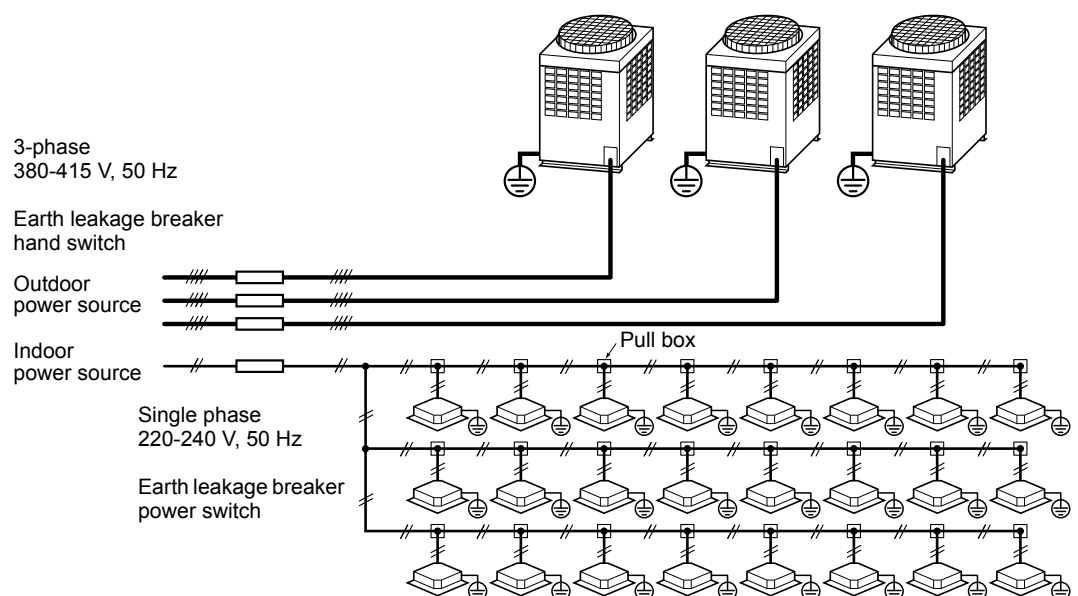 3-phase
380-415 V, 50 Hz
Earth leakage breaker
hand switch
Outdoor
power source
Pull box
Indoor
power source
Single phase
220-240 V, 50 Hz
Earth leakage breaker
power switch